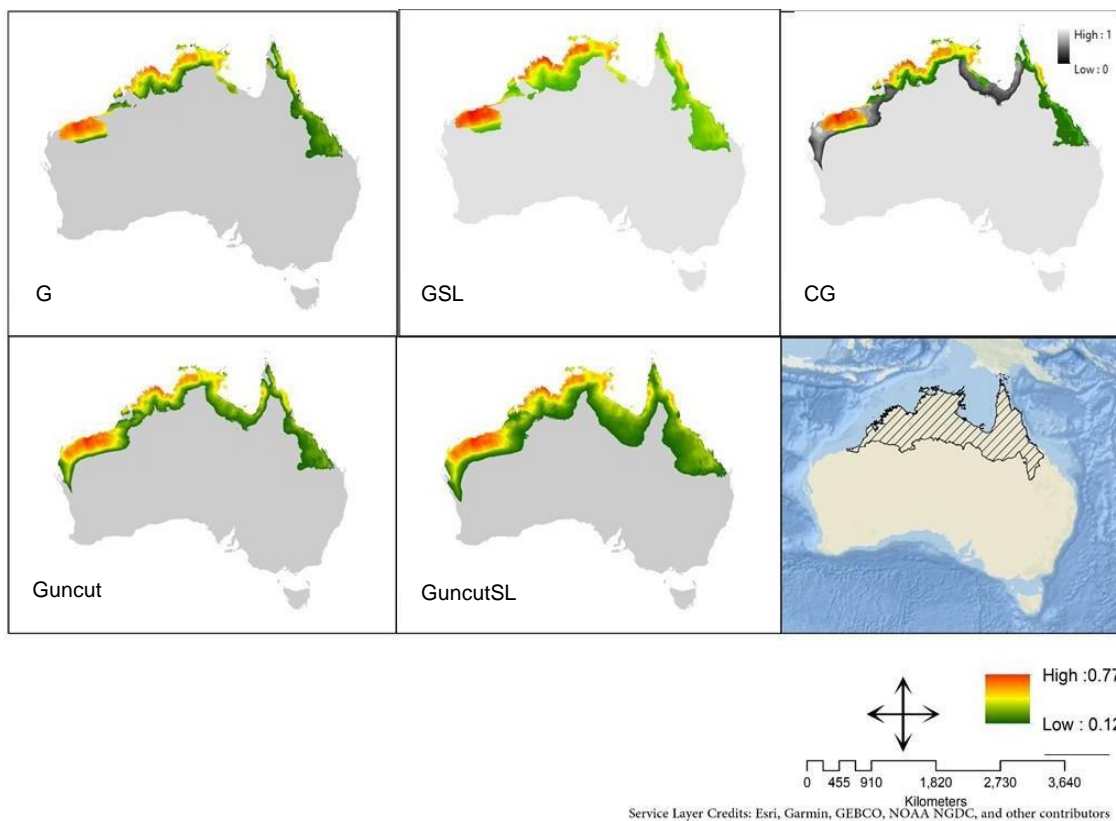 High : 1
Low : 0
G
GSL
CG
Guncut
GuncutSL
High :0.77
Low : 0.12
0 455 910 1,820 2,730 3,640
Kilometers
Service Layer Credits: Esri, Garmin, GEBCO, NOAA NGDC, and other contributors